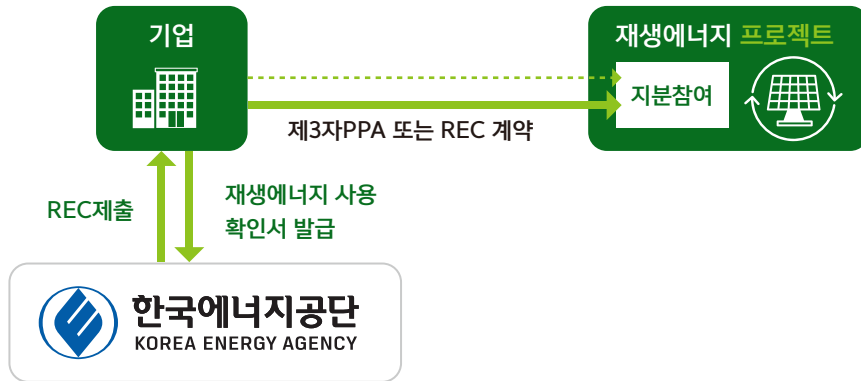 기업
재생에너지 프로젝트
지분참여
제3자PPA 또는 REC 계약
REC제출
재생에너지 사용
확인서 발급
한국에너지공단
KOREA ENERGY AGENCY